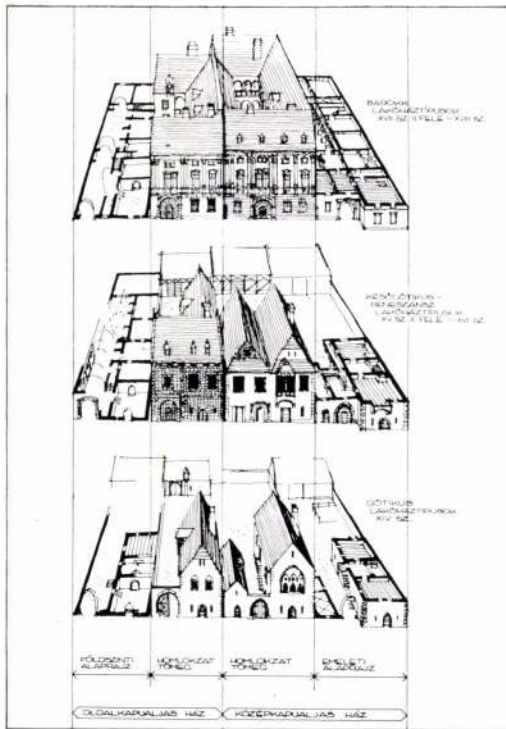 BAROKK
LAKÓHÁZTÍPUSOK
XVII. SZ. II. FELE - XVIII. SZ.
KÉSŐGÓTIKUS -
RENESZÁNSZ
LAKÓHÁZTÍPUSOK
XV. SZ. II. FELE - XVI. SZ.
GÓTIKUS
LAKÓHÁZTÍPUSOK
XIV. SZ.
FÖLDSZINTI ALAPRAJZ
HOMLOKZAT TÖMEG
HOMLOKZAT TÖMEG
EMELETI ALAPRAJZ
OLDALKAPUALJAS HÁZ
KÖZÉPKAPUALJAS HÁZ